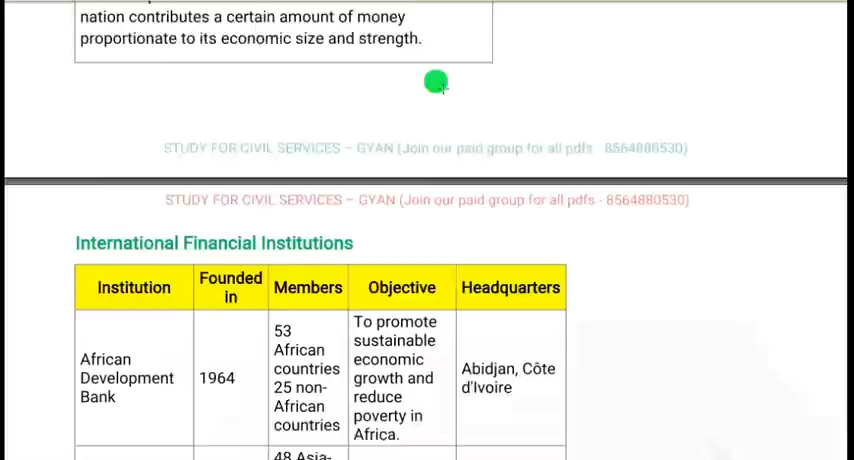 nation contributes a certain amount of money
proportionate to its economic size and strength.
STUDY FOR CIVIL SERVICES – GYAN (Join our paid group for all pdfs - 8564880530)
STUDY FOR CIVIL SERVICES – GYAN (Join our paid group for all pdfs - 8564880530)
International Financial Institutions
Institution
Founded
in
Members
Objective
Headquarters
African
Development
Bank
1964
53
African
countries
25 non-
African
countries
To promote
sustainable
economic
growth and
reduce
poverty in
Africa.
Abidjan, Côte
d'Ivoire
48 Asia-